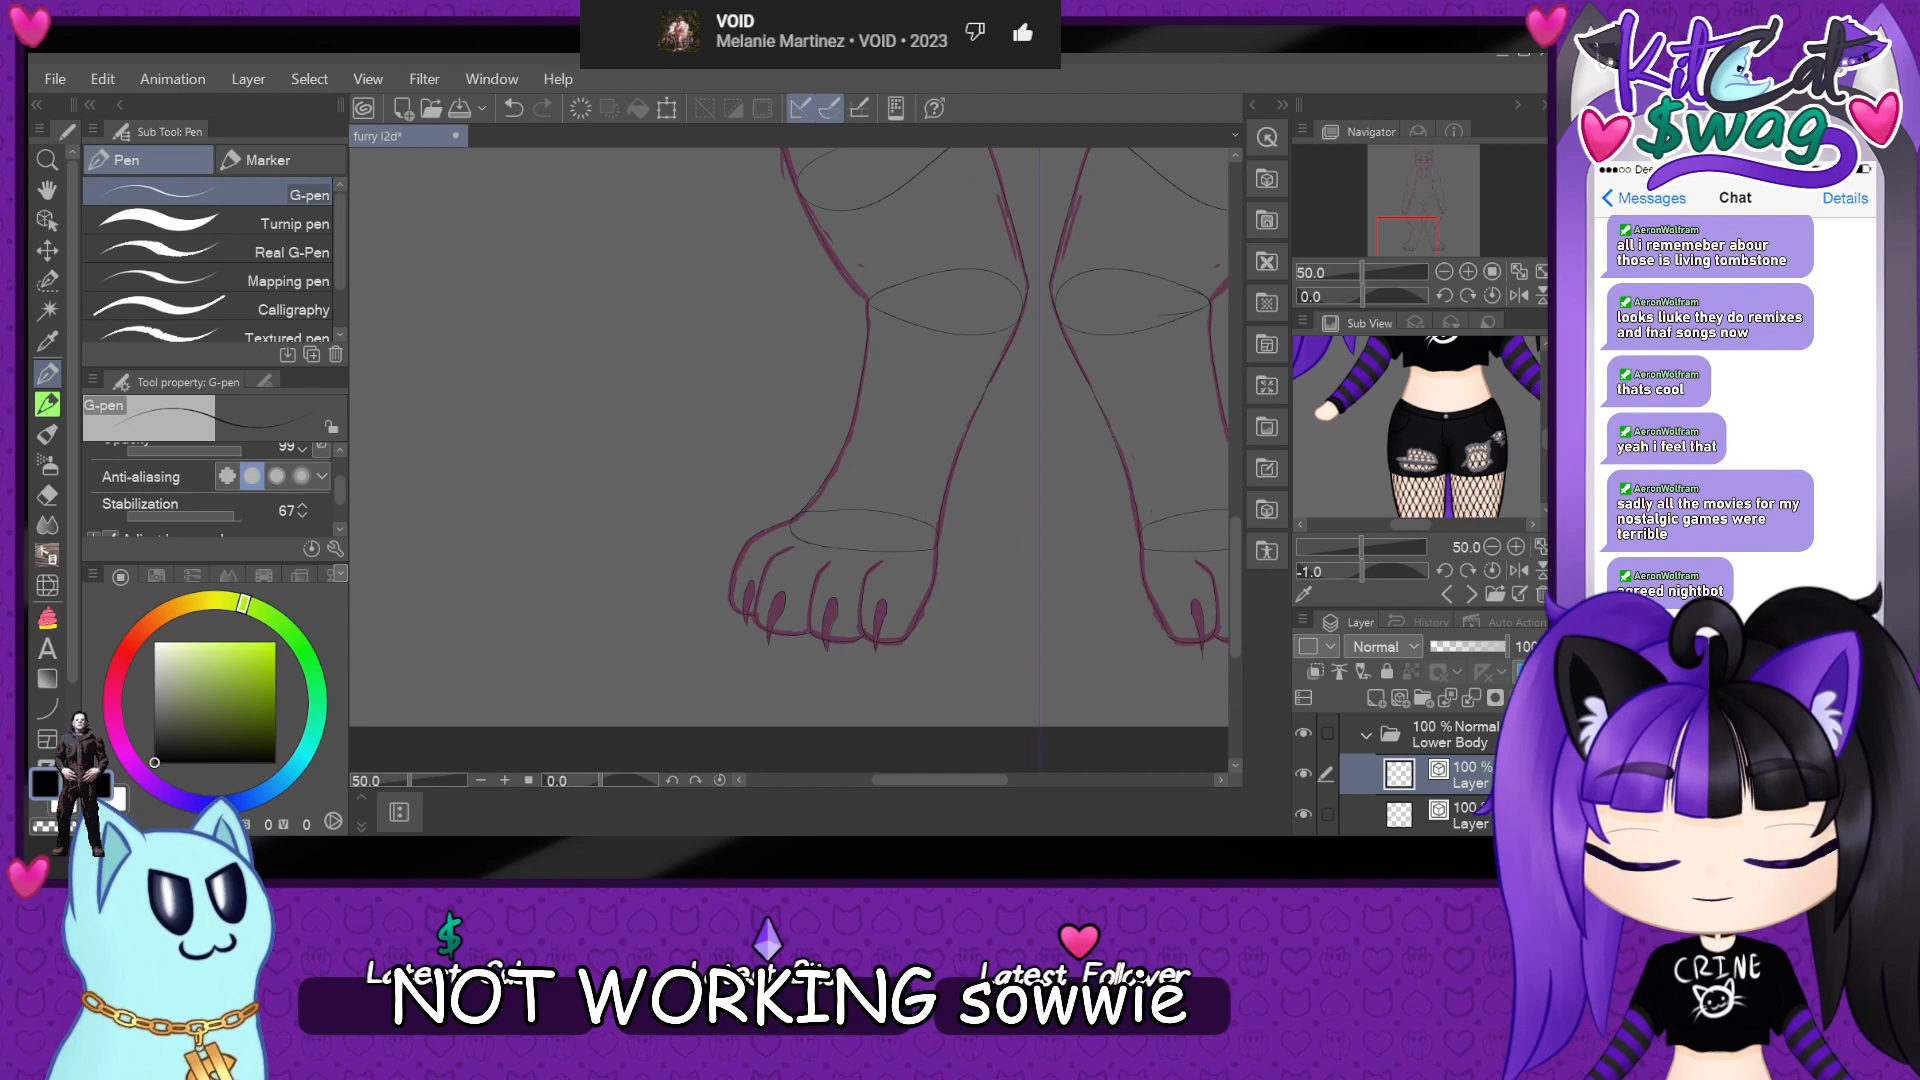 VOID
Melanie Martinez • VOID • 2023
KitCat
$wag
File Edit Animation Layer Select View Filter Window Help
Sub Tool: Pen
Pen
Marker
G-pen
Turnip pen
Real G-Pen
Mapping pen
Calligraphy
Textured pen
Tool property: G-pen
G-pen
99
Anti-aliasing
Stabilization
67
0 V 0
furry l2d*
50.0
0.0
Navigator
50.0
0.0
Sub View
50.0
-1.0
Layer
History
Auto Action
Normal
100
100 % Normal
Lower Body
100 %
Layer
100
Layer
Messages
Chat
Details
AeronWolfram
all i rememeber abour
those is living tombstone
AeronWolfram
looks liuke they do remixes
and fnaf songs now
AeronWolfram
thats cool
AeronWolfram
yeah i feel that
AeronWolfram
sadly all the movies for my
nostalgic games were
terrible
AeronWolfram
agreed nightbot
CRINE
Latest Follower
NOT WORKING sowwie